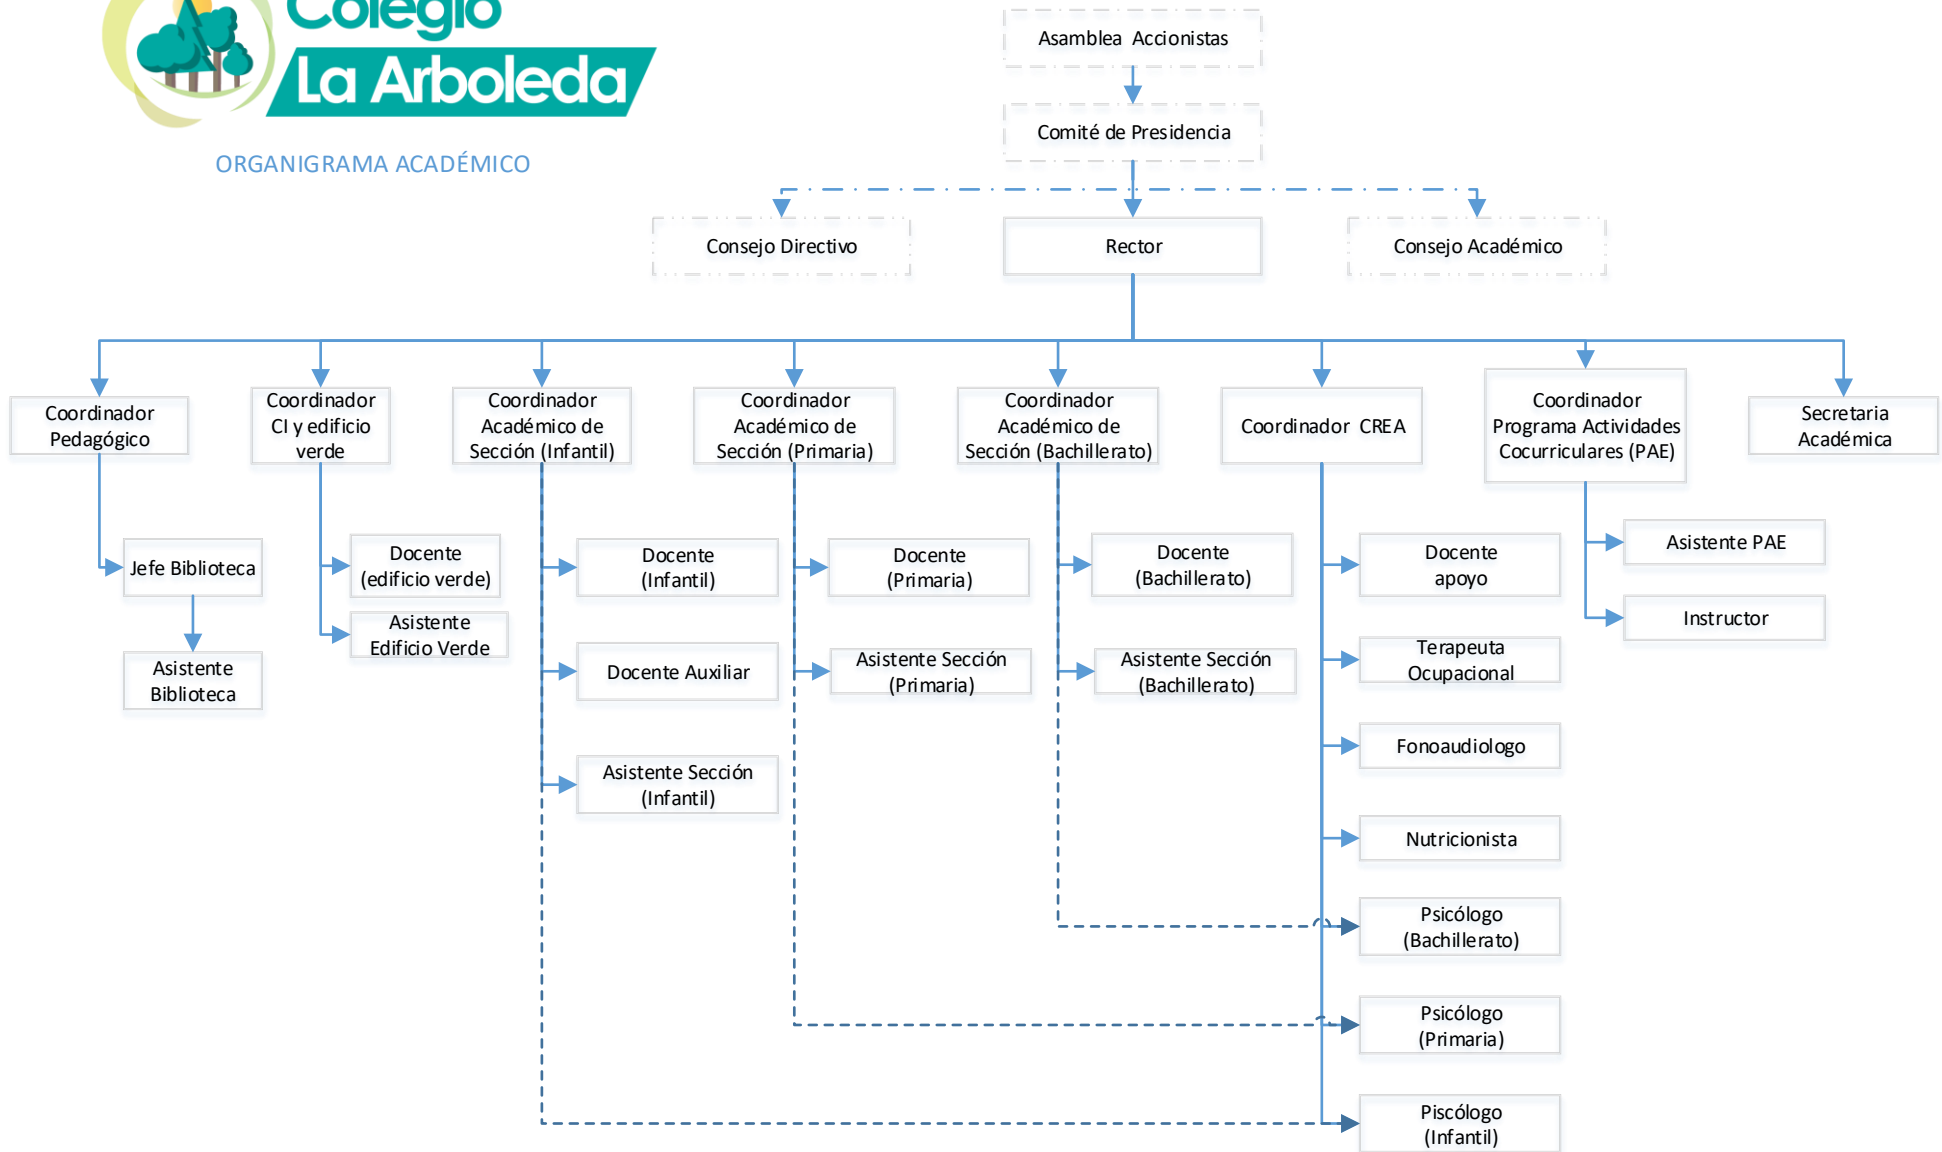 Colegio
La Arboleda
ORGANIGRAMA ACADÉMICO
Asamblea Accionistas
Comité de Presidencia
Consejo Directivo
Rector
Consejo Académico
Coordinador
Pedagógico
Coordinador
CI y edificio
verde
Coordinador
Académico de
Sección (Infantil)
Coordinador
Académico de
Sección (Primaria)
Coordinador
Académico de
Sección (Bachillerato)
Coordinador CREA
Coordinador
Programa Actividades
Cocurriculares (PAE)
Secretaria
Académica
Jefe Biblioteca
Asistente
Biblioteca
Docente
(edificio verde)
Asistente
Edificio Verde
Docente
(Infantil)
Docente Auxiliar
Asistente Sección
(Infantil)
Docente
(Primaria)
Asistente Sección
(Primaria)
Docente
(Bachillerato)
Asistente Sección
(Bachillerato)
Docente
apoyo
Terapeuta
Ocupacional
Fonoaudiologo
Nutricionista
Psicólogo
(Bachillerato)
Psicólogo
(Primaria)
Piscólogo
(Infantil)
Asistente PAE
Instructor